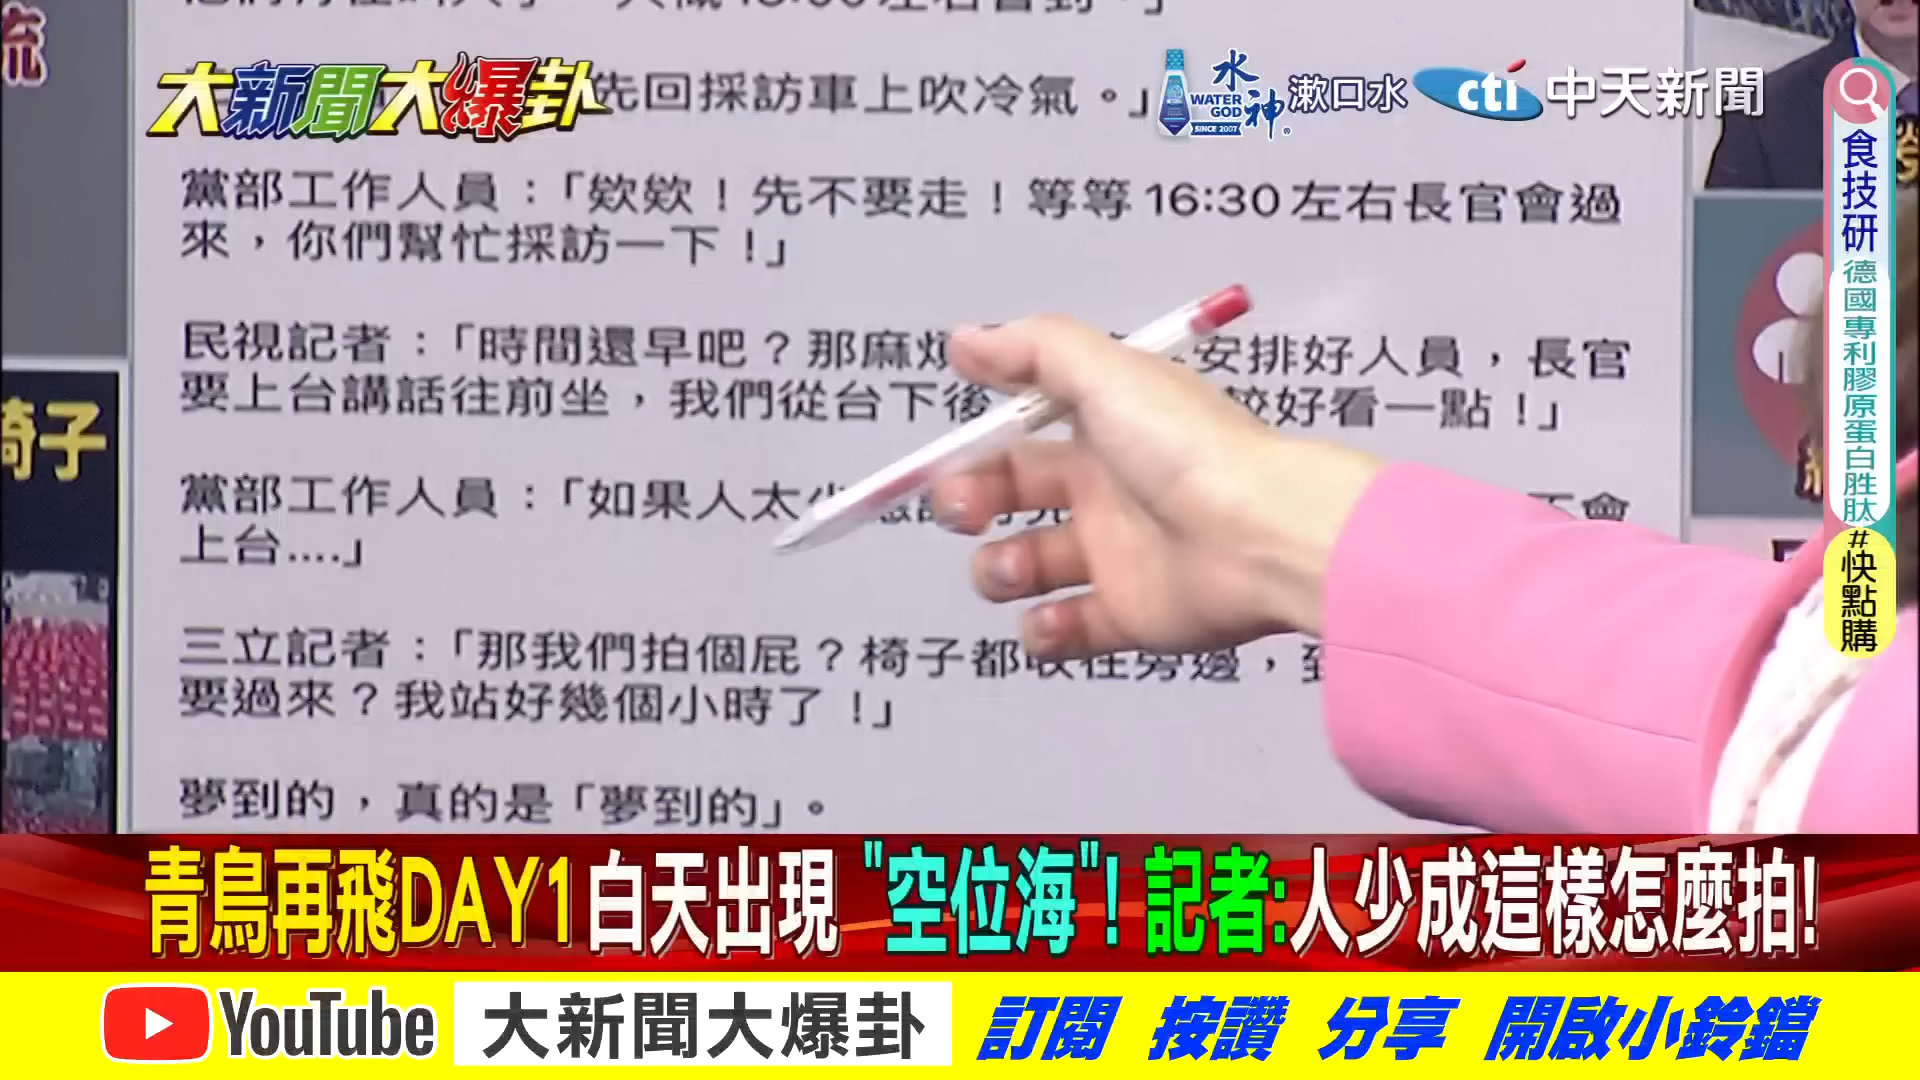 大新聞大爆卦
先回採訪車上吹冷氣。」
水神
WATER GOD
SINCE 2007
漱口水
cti 中天新聞
黨部工作人員：「欸欸！先不要走！等等16:30左右長官會過
來，你們幫忙採訪一下！」
民視記者：「時間還早吧？那麻煩 安排好人員，長官
要上台講話往前坐，我們從台下後 較好看一點！」
黨部工作人員：「如果人太少 不會
上台....」
三立記者：「那我們拍個屁？椅子都收在旁邊，
要過來？我站好幾個小時了！」
夢到的，真的是「夢到的」。
椅子
食技研
德國專利膠原蛋白胜肽
#快點購
青鳥再飛DAY1白天出現"空位海"！記者:人少成這樣怎麼拍!
YouTube 大新聞大爆卦 訂閱 按讚 分享 開啟小鈴鐺